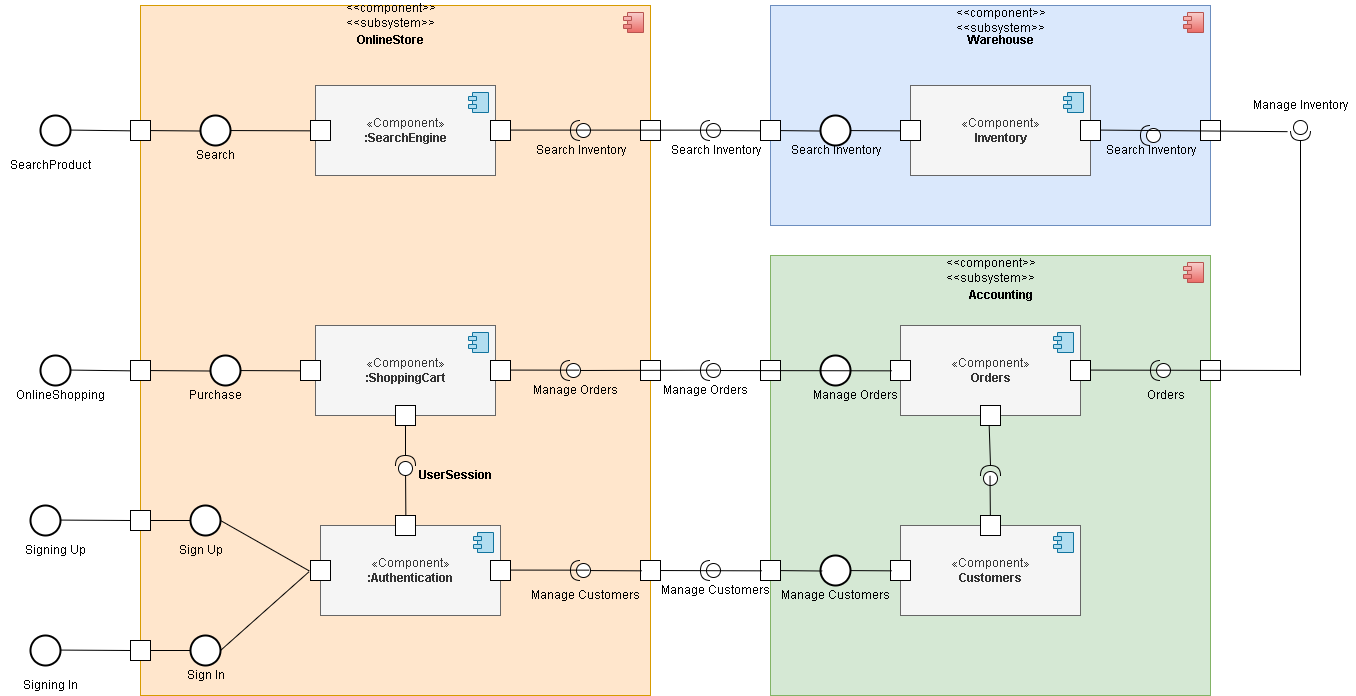 <<component>>
<<subsystem>>
OnlineStore
<<component>>
<<subsystem>>
Warehouse
Manage Inventory
«Component»
:SearchEngine
«Component»
Inventory
SearchProduct
Search
Search Inventory
Search Inventory
Search Inventory
Search Inventory
<<component>>
<<subsystem>>
Accounting
«Component»
:ShoppingCart
«Component»
Orders
OnlineShopping
Purchase
Manage Orders
Manage Orders
Manage Orders
Orders
UserSession
Signing Up
Sign Up
«Component»
:Authentication
«Component»
Customers
Manage Customers
Manage Customers
Manage Customers
Signing In
Sign In